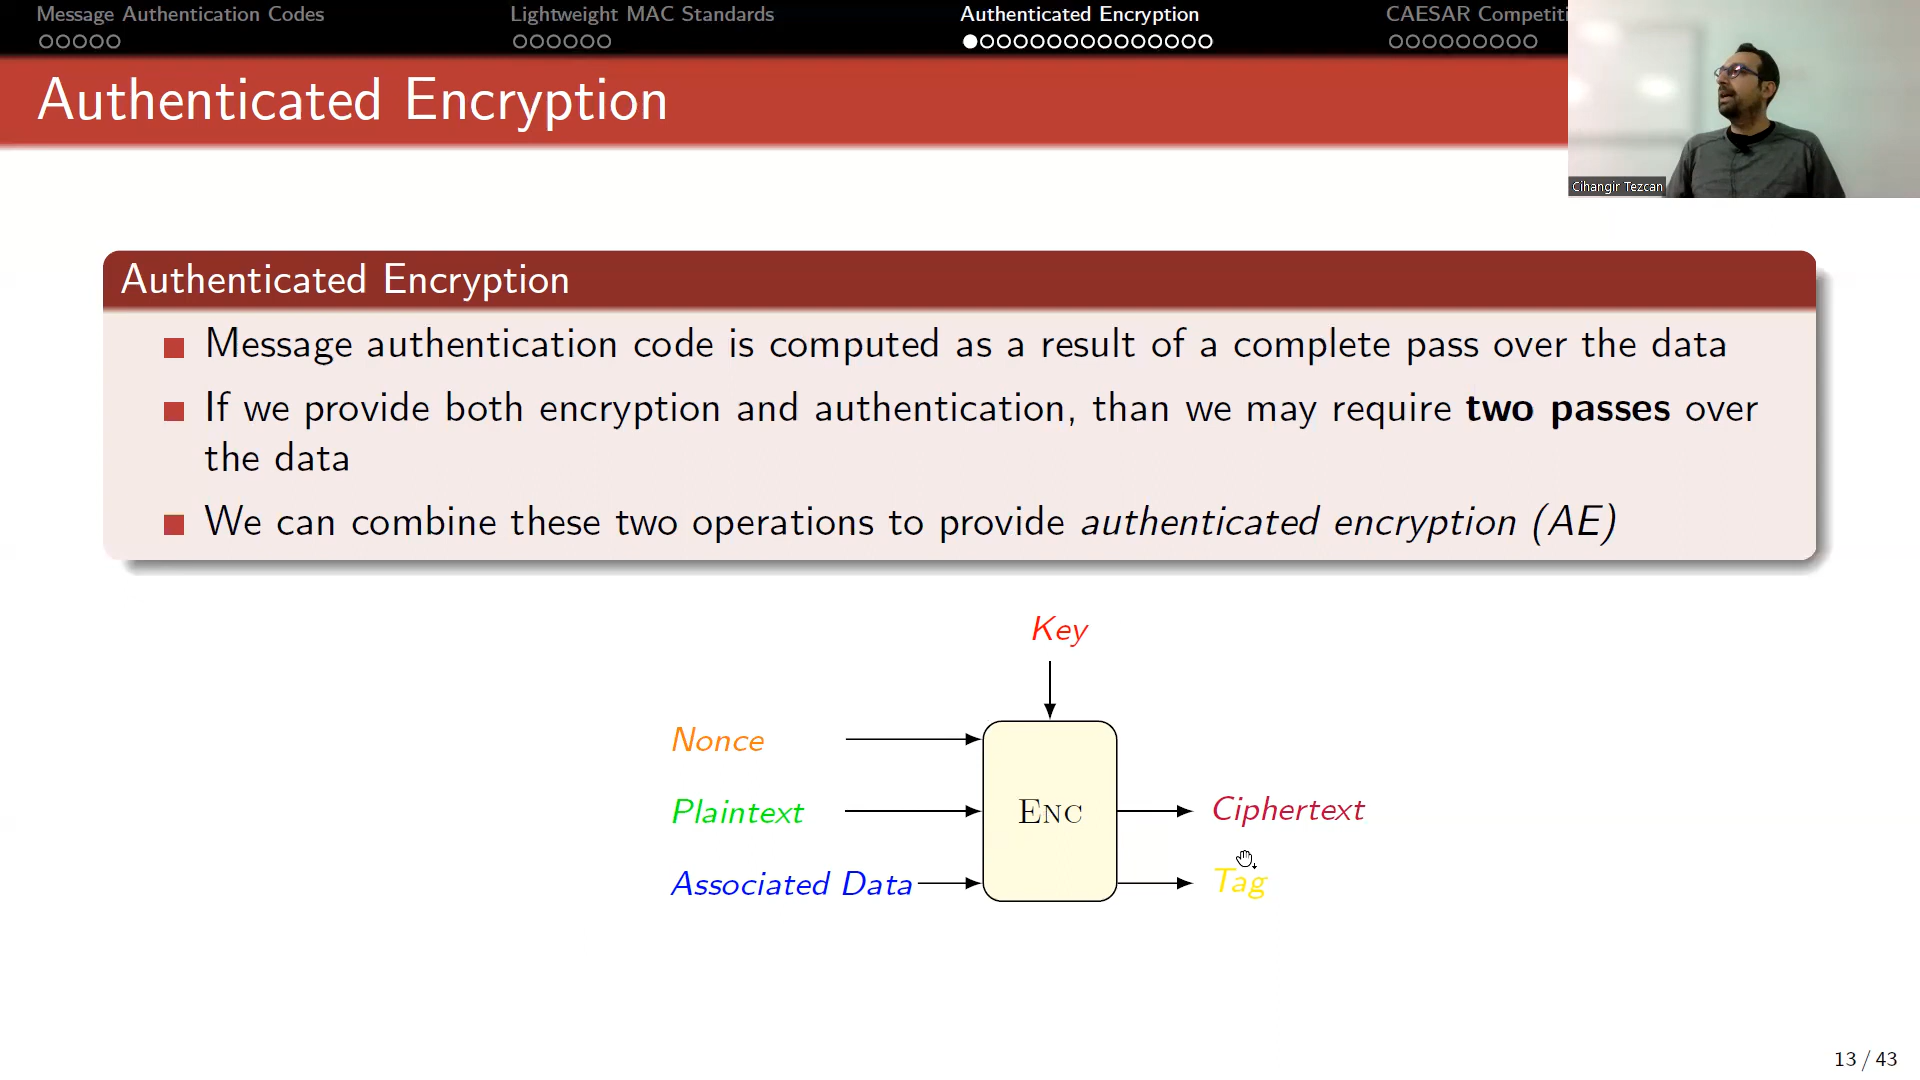 Message Authentication Codes
Lightweight MAC Standards
Authenticated Encryption
CAESAR Competiti
Authenticated Encryption
Cihangir Tezcan
Authenticated Encryption
Message authentication code is computed as a result of a complete pass over the data
If we provide both encryption and authentication, than we may require two passes over
the data
We can combine these two operations to provide authenticated encryption (AE)
Key
Nonce
Plaintext
Enc
Ciphertext
Associated Data
Tag
13 / 43